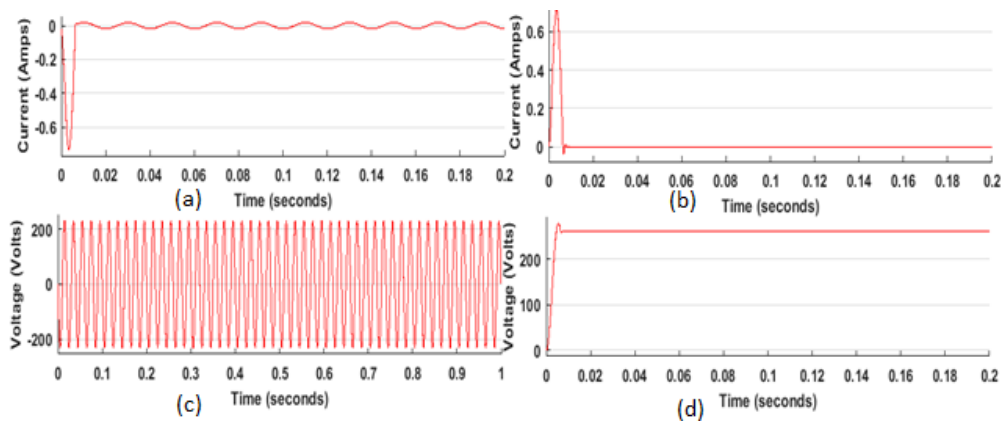 Current (Amps)
0
-0.2
-0.4
-0.6
0 0.02 0.04 0.06 0.08 0.1 0.12 0.14 0.16 0.18 0.2
(a)
Time (seconds)
Current (Amps)
0.6
0.4
0.2
0
0 0.02 0.04 0.06 0.08 0.1 0.12 0.14 0.16 0.18 0.2
(b)
Time (seconds)
Voltage (Volts)
200
0
-200
0 0.1 0.2 0.3 0.4 0.5 0.6 0.7 0.8 0.9 1
(c)
Time (seconds)
Voltage (Volts)
200
100
0
0 0.02 0.04 0.06 0.08 0.1 0.12 0.14 0.16 0.18 0.2
(d)
Time (seconds)